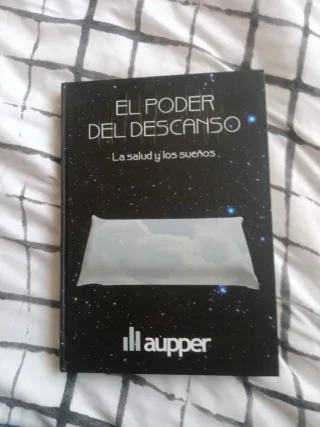 EL PODER
DEL DESCANSO
La salud y los sueños
aupper